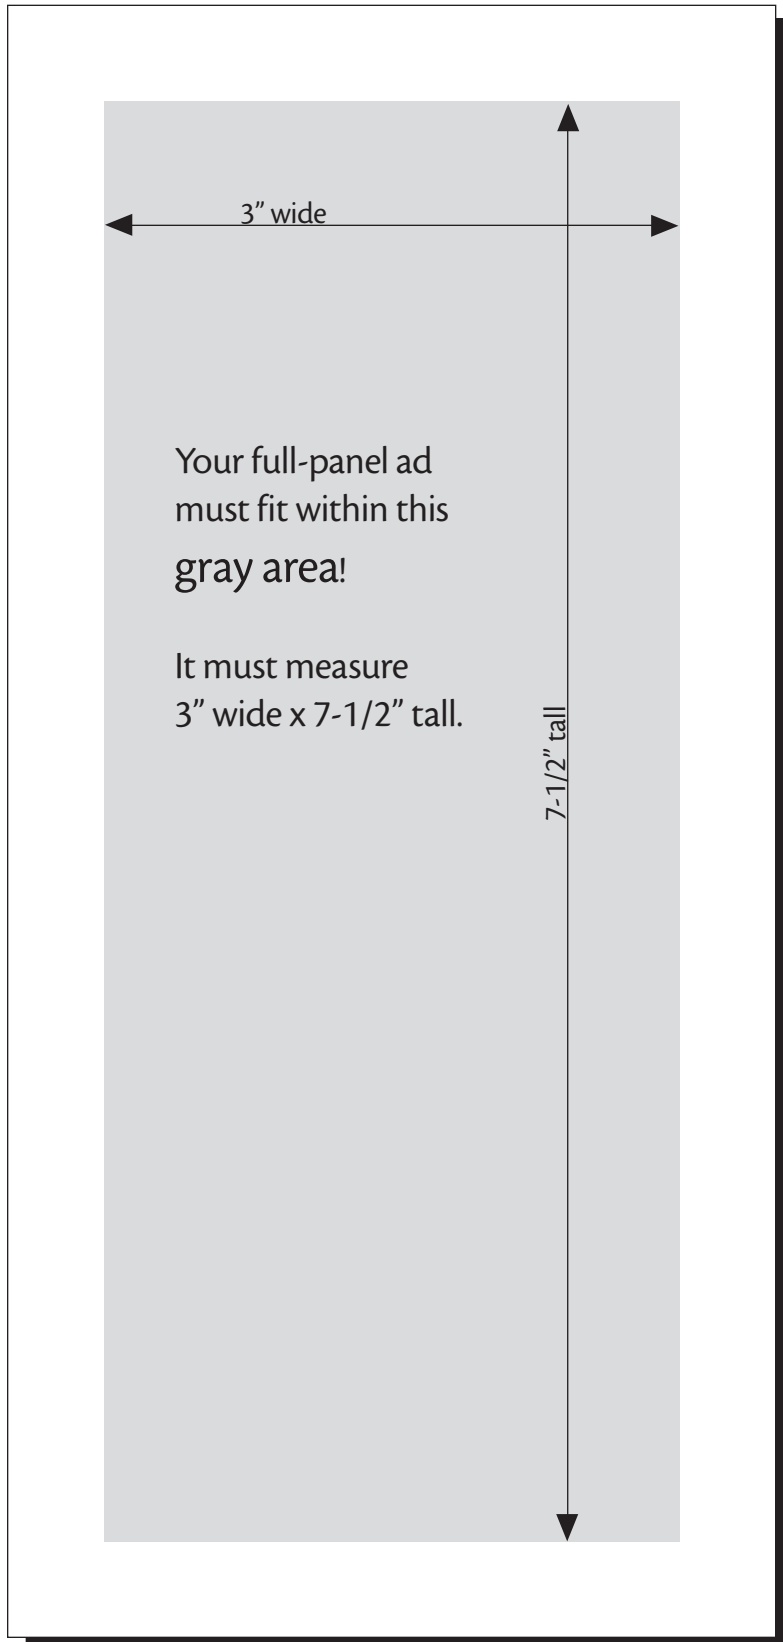 3” wide
Your full-panel ad
must fit within this
gray area!
It must measure
3” wide x 7-1/2” tall.
7-1/2” tall